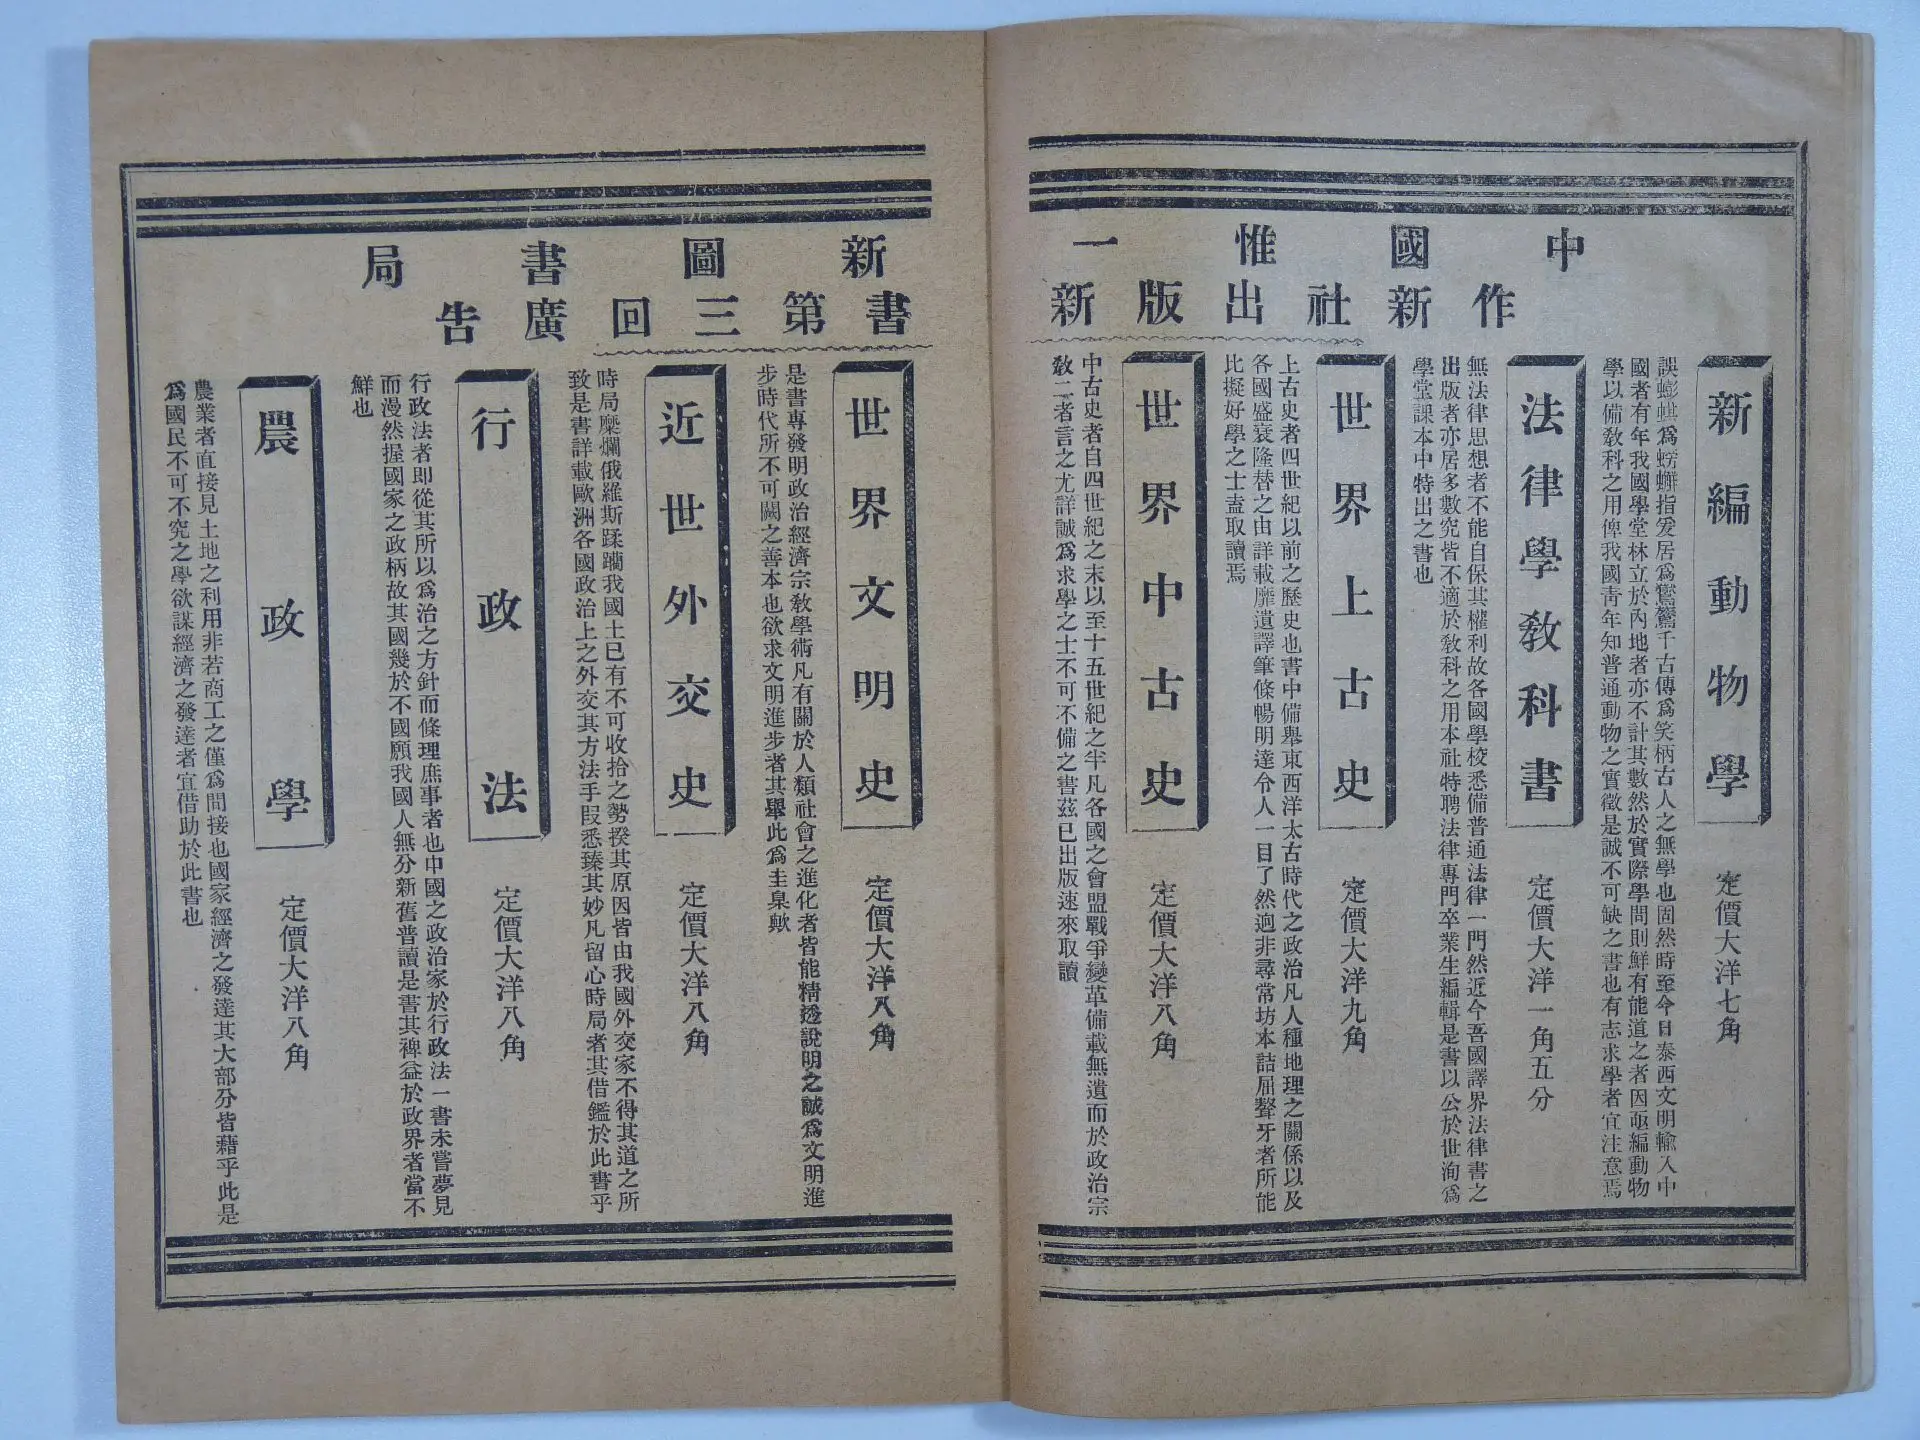 中國惟一新圖書局
作新社出版新書第三回廣告
新編動物學
定價大洋七角
誤蟛蜞爲螃蠏指爰居爲鸞鷟千古傳爲笑柄古人之無學也固然時至今日泰西文明輸入中
國者有年我國學堂林立於內地者亦不計其數然於實際學問則鮮有能道之者因亟編動物
學以備敎科之用俾我國靑年知普通動物之實徵是誠不可缺之書也有志求學者宜注意焉
法律學敎科書
定價大洋一角五分
無法律思想者不能自保其權利故各國學校悉備普通法律一門然近今吾國譯界法律書之
出版者亦居多數究皆不適於敎科之用本社特聘法律專門卒業生編輯是書以公於世洵爲
學堂課本中特出之書也
世界上古史
定價大洋九角
上古史者四世紀以前之歷史也書中備舉東西洋太古時代之政治凡人種地理之關係以及
各國盛衰隆替之由詳載靡遺譯筆條暢明達令人一目了然逈非尋常坊本詰屈聱牙者所能
比擬好學之士盍取讀焉
世界中古史
定價大洋八角
中古史者自四世紀之末以至十五世紀之半凡各國之會盟戰爭變革備載無遺而於政治宗
敎二者言之尤詳誠爲求學之士不可不備之書茲已出版速來取讀
世界文明史
定價大洋八角
是書專發明政治經濟宗敎學術凡有關於人類社會之進化者皆能精透說明之誠爲文明進
步時代所不可闕之善本也欲求文明進步者其舉此爲圭臬歟
近世外交史
定價大洋八角
時局糜爛俄羅斯蹂躪我國土已有不可收拾之勢揆其原因皆由我國外交家不得其道之所
致是書詳載歐洲各國政治上之外交其方法手叚悉臻其妙凡留心時局者其借鑑於此書乎
行政法
定價大洋八角
行政法者即從其所以爲治之方針而條理庶事者也中國之政治家於行政法一書未嘗夢見
而漫然握國家之政柄故其國幾於不國願我國人無分新舊普讀是書其裨益於政界者當不
鮮也
農政學
定價大洋八角
農業者直接見土地之利用非若商工之僅爲間接也國家經濟之發達其大部分皆藉乎此是
爲國民不可不究之學欲謀經濟之發達者宜借助於此書也